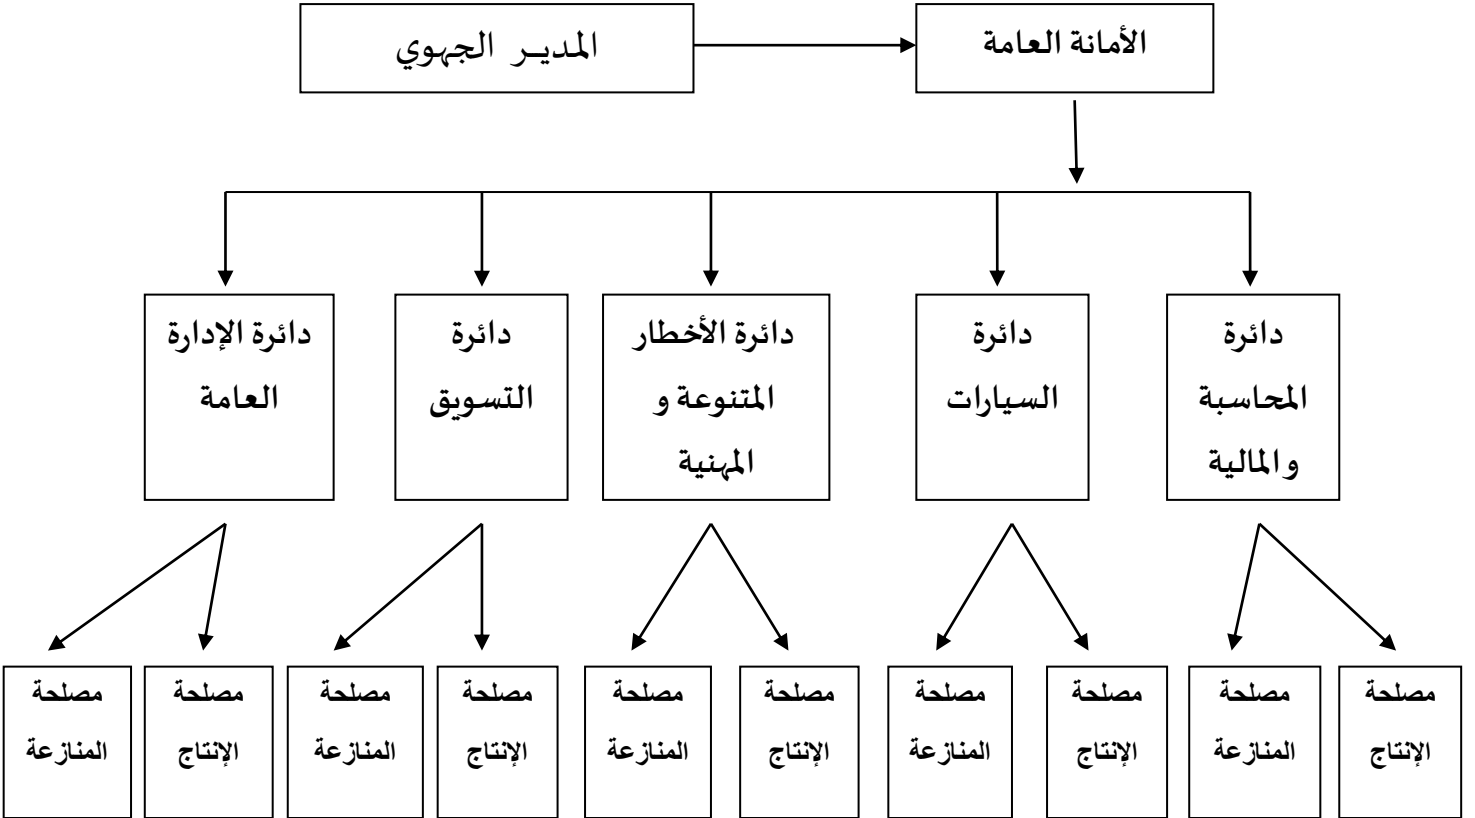 الأمانة العامة
المديـر الجهوي
دائرة
المحاسبة
والمالية
دائرة
السيارات
دائرة الأخطار
المتنوعة و
المهنية
دائرة
التسويق
دائرة الإدارة
العامة
مصلحة
الإنتاج
مصلحة
المنازعة
مصلحة
الإنتاج
مصلحة
المنازعة
مصلحة
الإنتاج
مصلحة
المنازعة
مصلحة
الإنتاج
مصلحة
المنازعة
مصلحة
الإنتاج
مصلحة
المنازعة